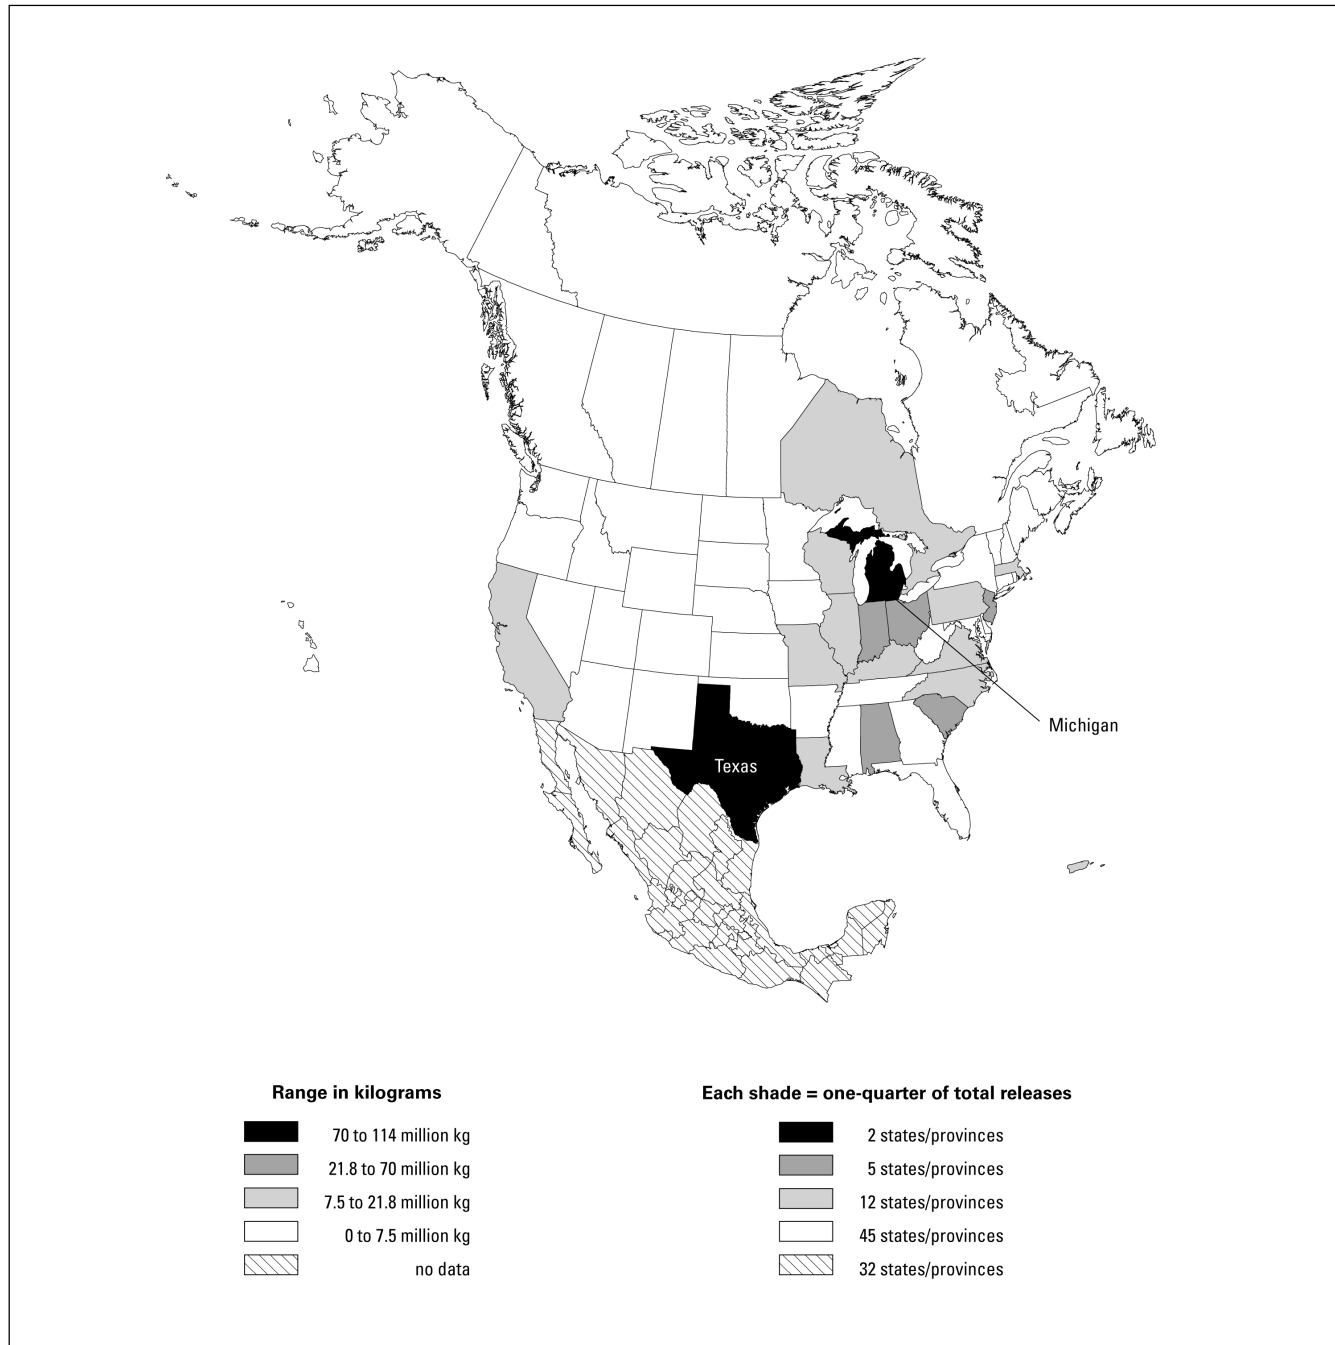 Michigan
Texas
Range in kilograms
70 to 114 million kg
21.8 to 70 million kg
7.5 to 21.8 million kg
0 to 7.5 million kg
no data
Each shade = one-quarter of total releases
2 states/provinces
5 states/provinces
12 states/provinces
45 states/provinces
32 states/provinces